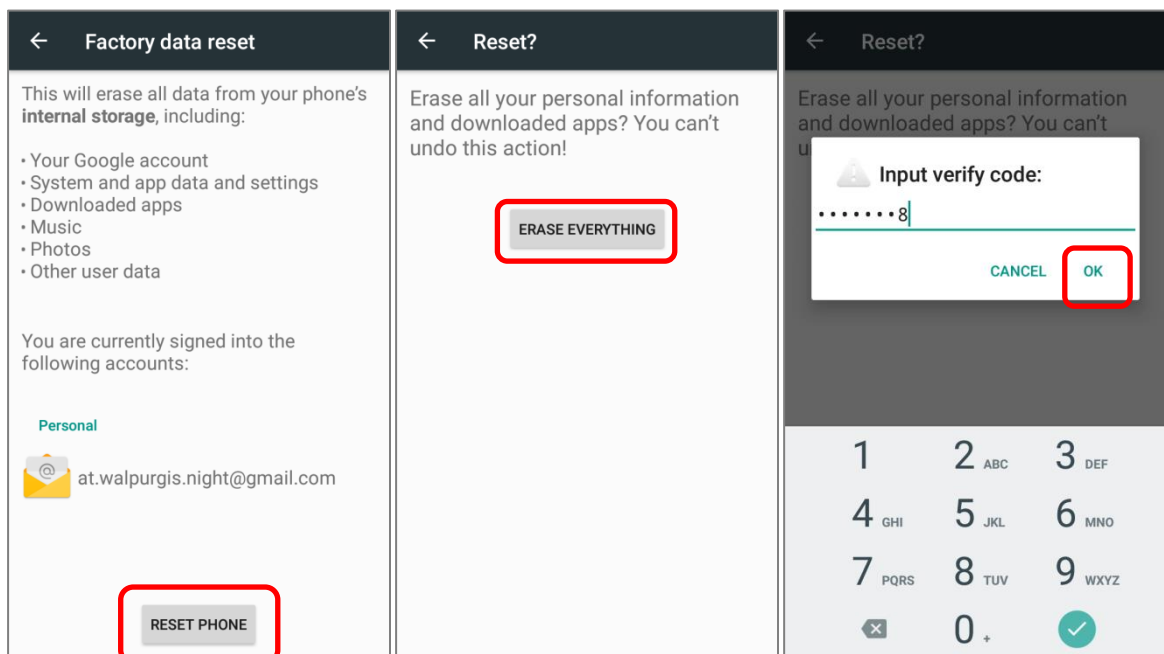 Factory data reset
This will erase all data from your phone's
internal storage, including:
• Your Google account
• System and app data and settings
• Downloaded apps
• Music
• Photos
• Other user data
You are currently signed into the
following accounts:
Personal
@
at.walpurgis.night@gmail.com
RESET PHONE
Reset?
Erase all your personal information
and downloaded apps? You can't
undo this action!
ERASE EVERYTHING
Reset?
Erase all your personal information
and downloaded apps? You can't
u
Input verify code:
•••••••8
CANCEL OK
1 2 ABC 3 DEF
4 GHI 5 JKL 6 MNO
7 PQRS 8 TUV 9 WXYZ
0 +